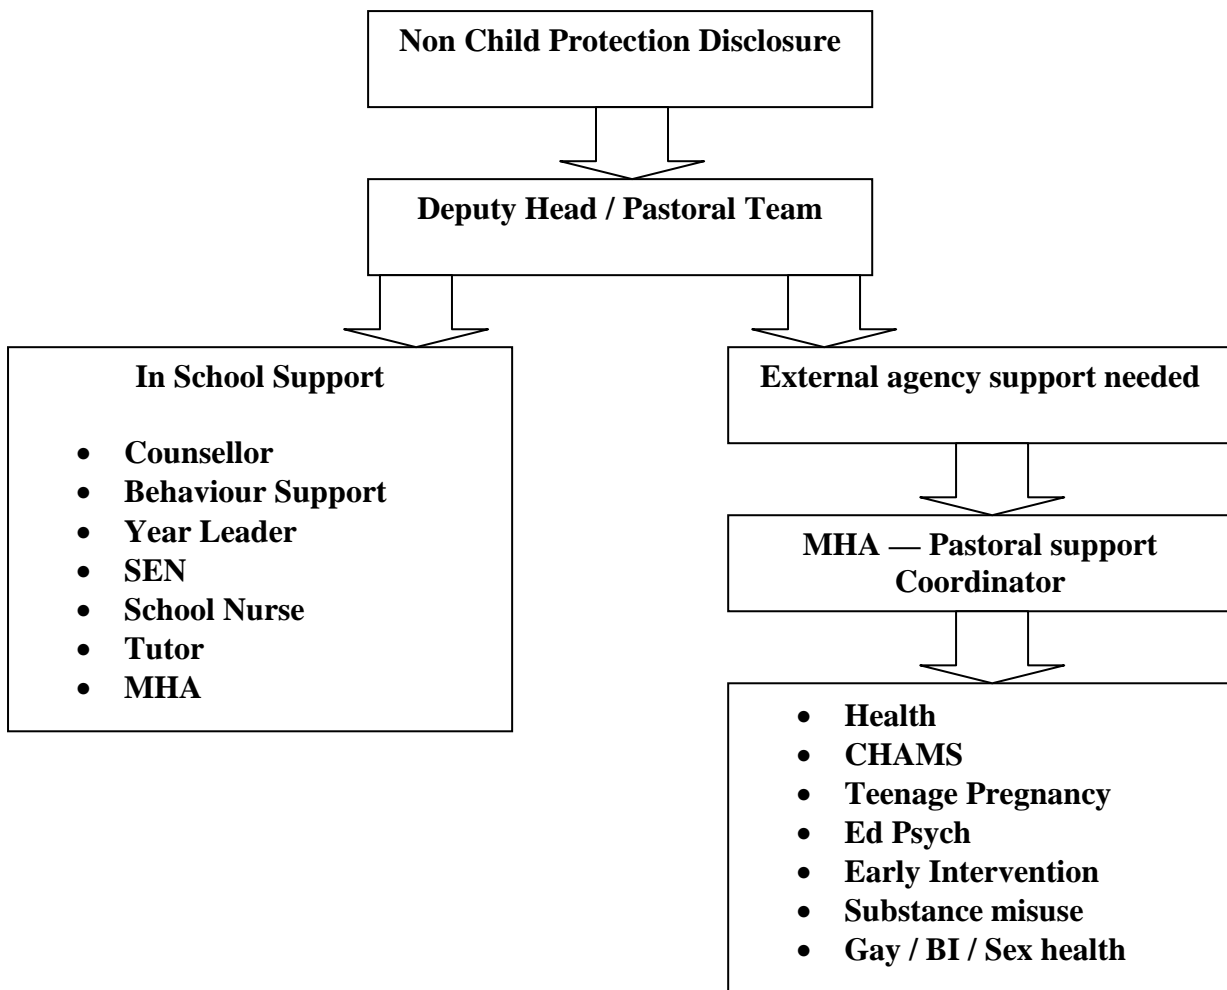 Non Child Protection Disclosure
Deputy Head / Pastoral Team
In School Support
• Counsellor
• Behaviour Support
• Year Leader
• SEN
• School Nurse
• Tutor
• MHA
External agency support needed
MHA — Pastoral support
Coordinator
• Health
• CHAMS
• Teenage Pregnancy
• Ed Psych
• Early Intervention
• Substance misuse
• Gay / BI / Sex health